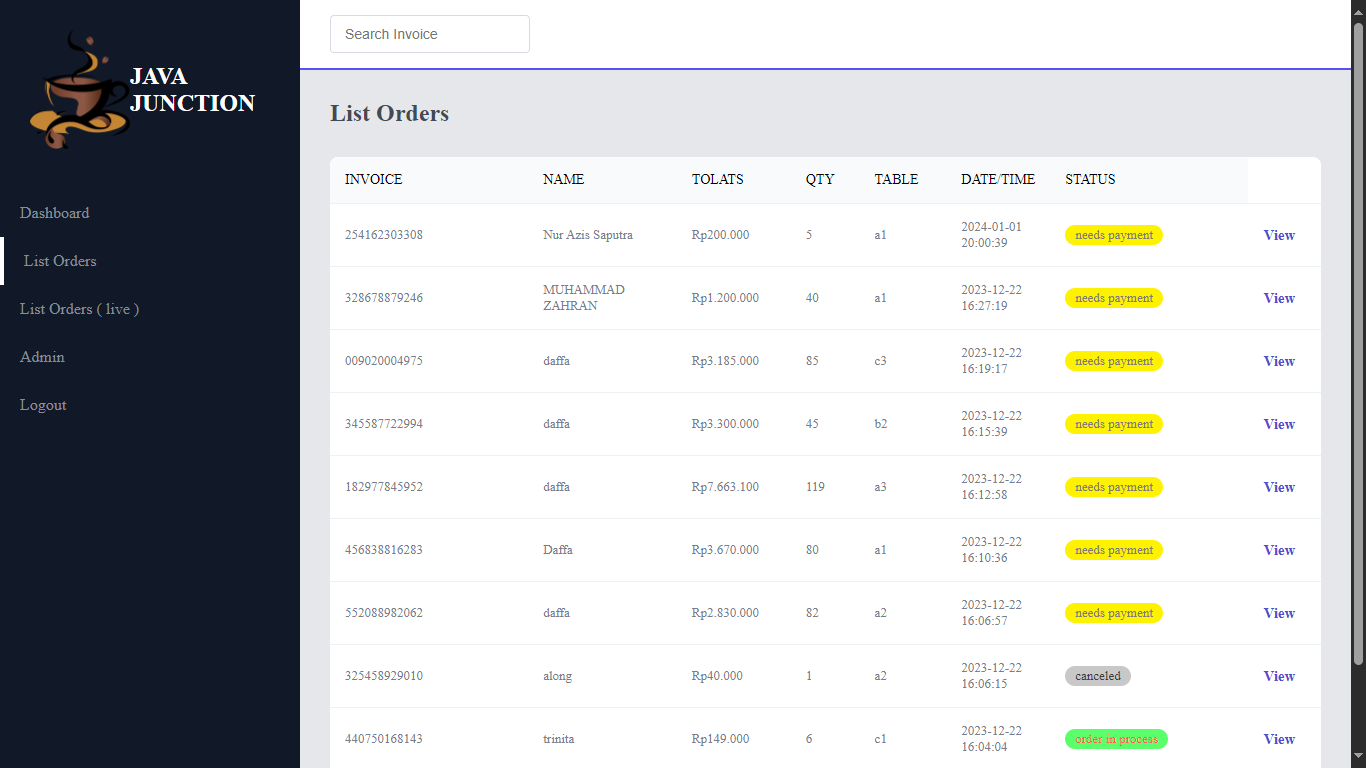 JAVA
JUNCTION
Dashboard
List Orders
List Orders ( live )
Admin
Logout
Search Invoice
List Orders
INVOICE NAME TOLATS QTY TABLE DATE/TIME STATUS
254162303308 Nur Azis Saputra Rp200.000 5 a1 2024-01-01 20:00:39 needs payment View
328678879246 MUHAMMAD ZAHRAN Rp1.200.000 40 a1 2023-12-22 16:27:19 needs payment View
009020004975 daffa Rp3.185.000 85 c3 2023-12-22 16:19:17 needs payment View
345587722994 daffa Rp3.300.000 45 b2 2023-12-22 16:15:39 needs payment View
182977845952 daffa Rp7.663.100 119 a3 2023-12-22 16:12:58 needs payment View
456838816283 Daffa Rp3.670.000 80 a1 2023-12-22 16:10:36 needs payment View
552088982062 daffa Rp2.830.000 82 a2 2023-12-22 16:06:57 needs payment View
325458929010 along Rp40.000 1 a2 2023-12-22 16:06:15 canceled View
440750168143 trinita Rp149.000 6 c1 2023-12-22 16:04:04 order in process View